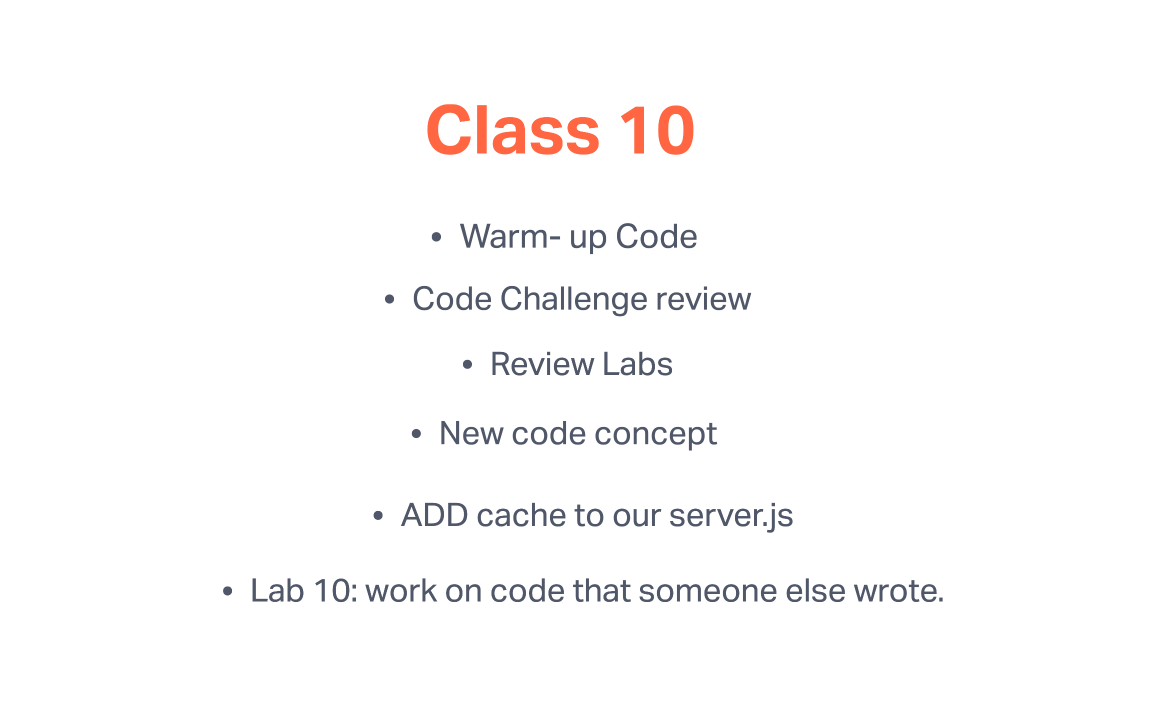 Class 10
• Warm- up Code
• Code Challenge review
• Review Labs
• New code concept
• ADD cache to our server.js
• Lab 10: work on code that someone else wrote.